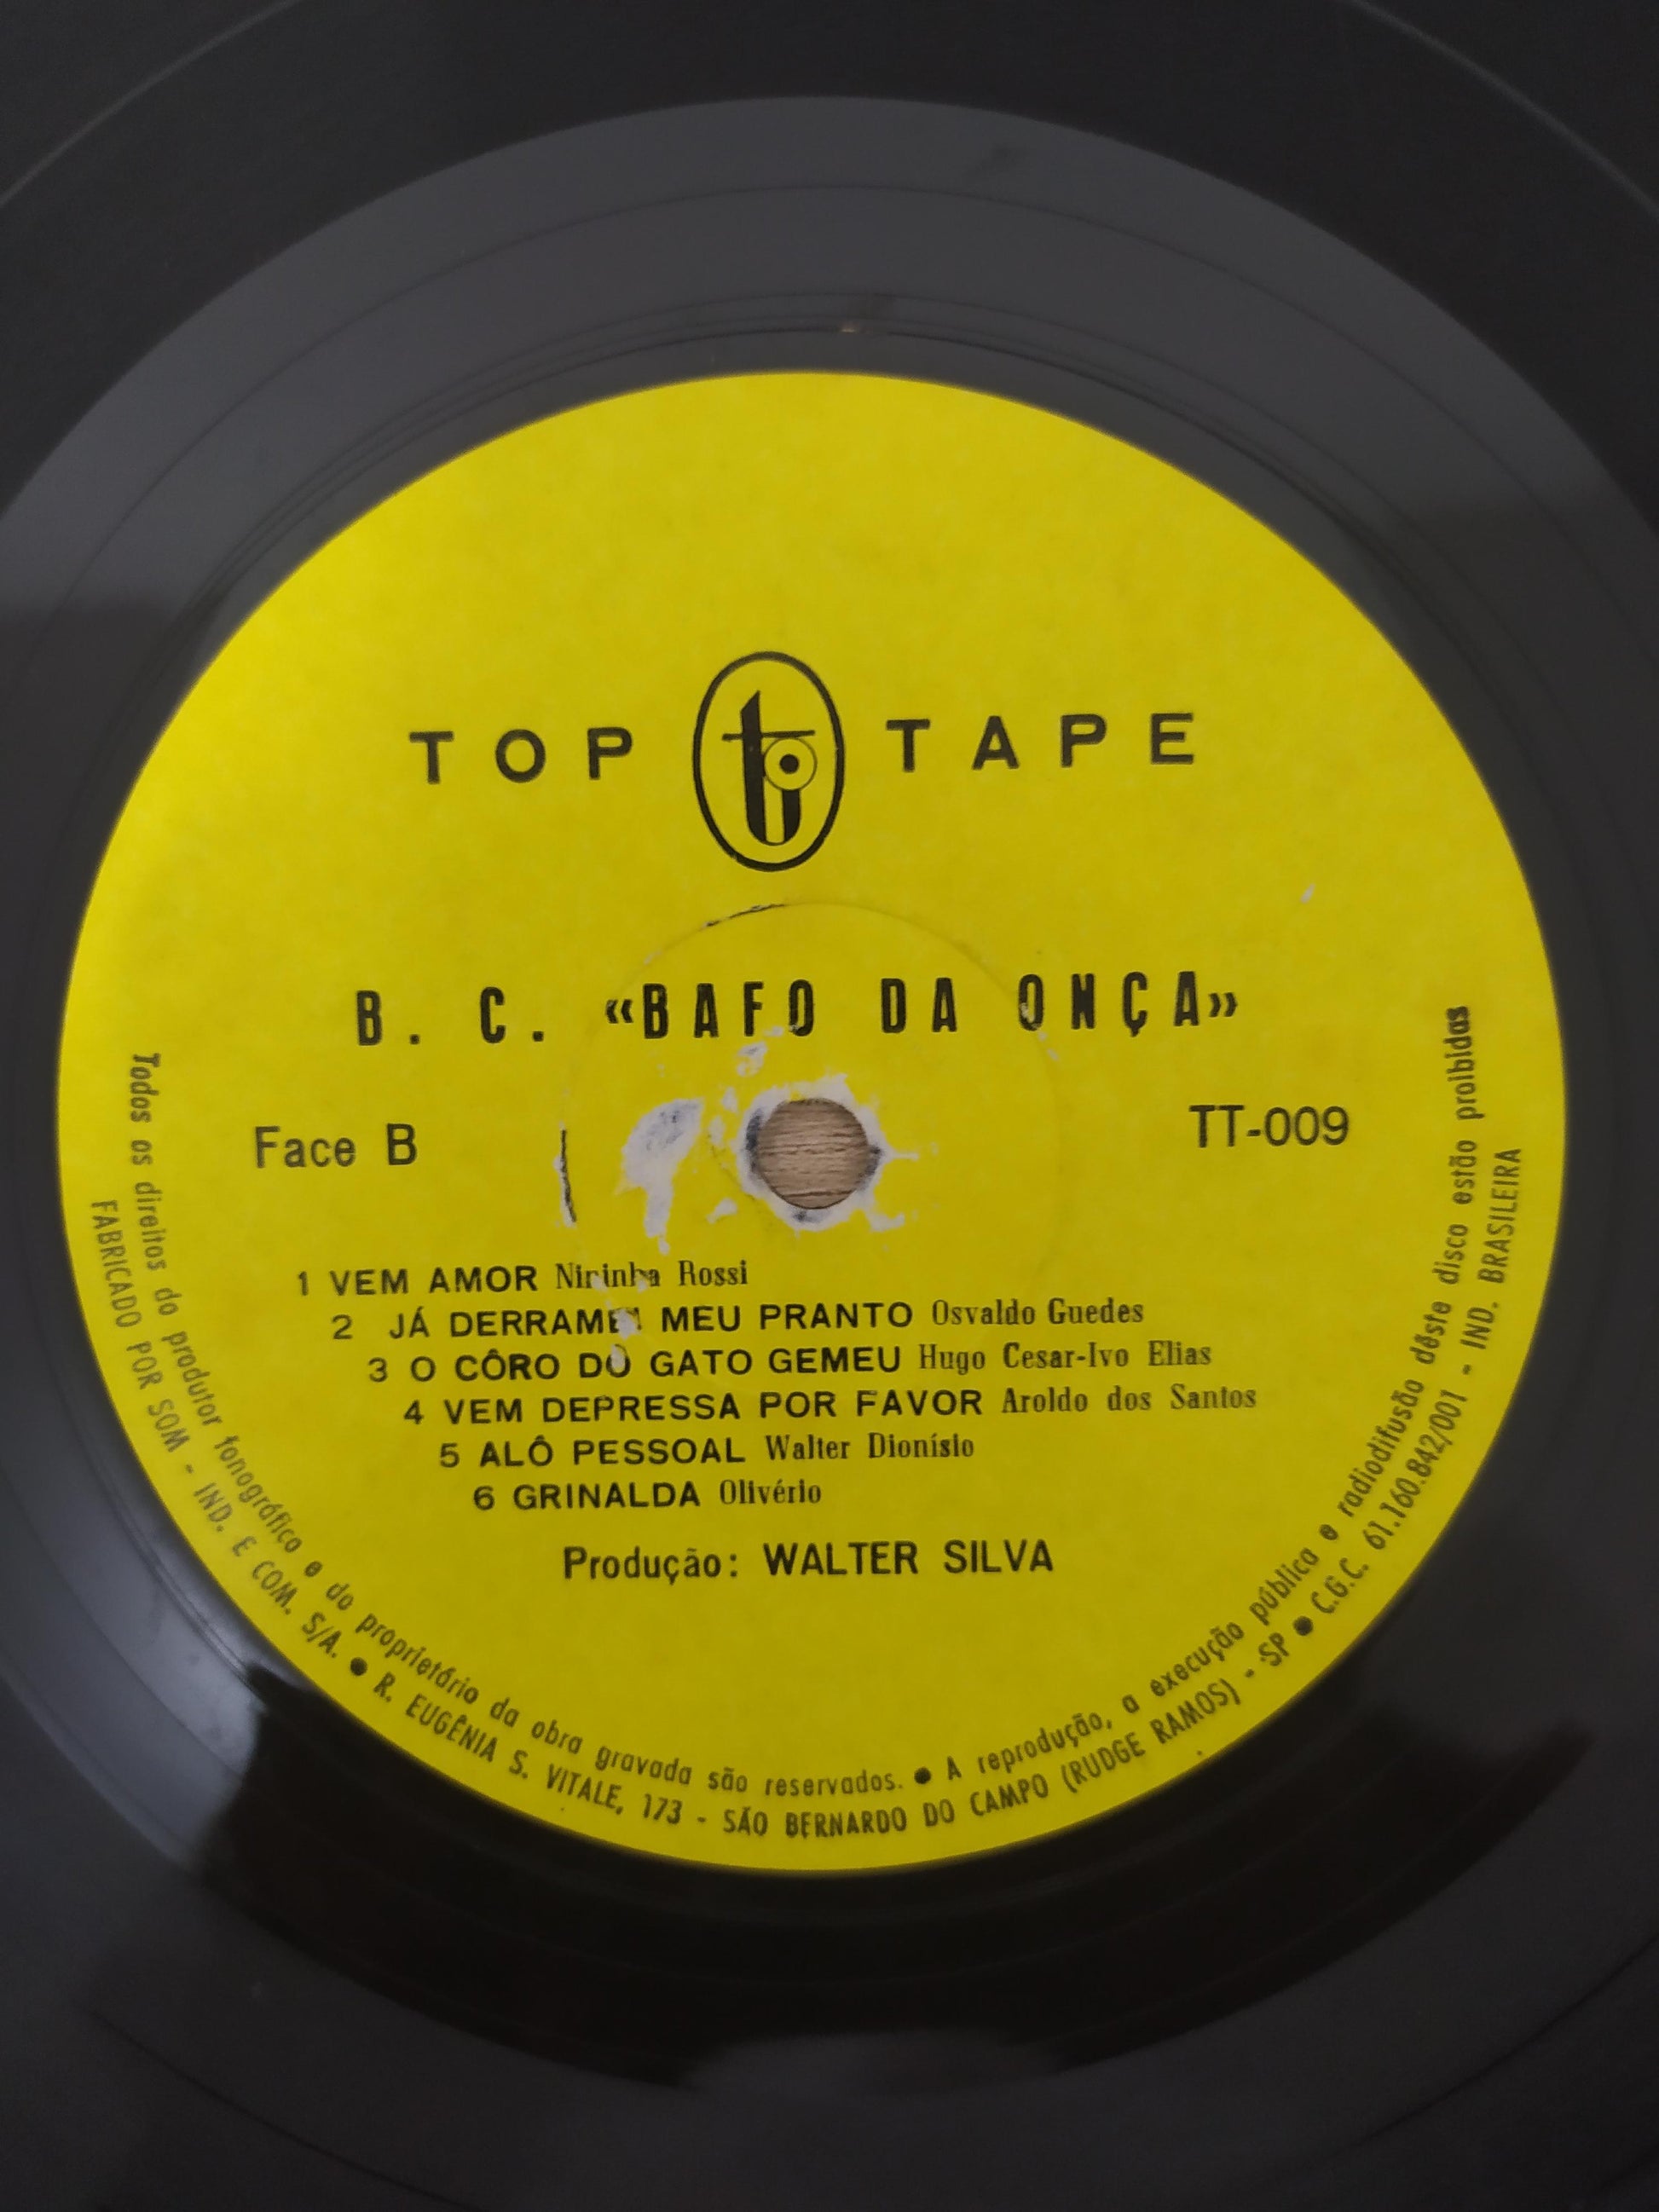 TOP TAPE
B. C. «BAFO DA ONÇA»
Face B
TT-009
1 VEM AMOR Nirinha Rossi
2 JÁ DERRAMEI MEU PRANTO Osvaldo Guedes
3 O CÔRO DO GATO GEMEU Hugo Cesar-Ivo Elias
4 VEM DEPRESSA POR FAVOR Aroldo dos Santos
5 ALÔ PESSOAL Walter Dionísio
6 GRINALDA Olivério
Produção: WALTER SILVA
Todos os direitos do produtor fonográfico e do proprietário da obra gravada são reservados. ● A reprodução, a execução pública e radiodifusão dêste disco estão proibidas
FABRICADO POR SOM - IND. E COM. S/A. ● R. EUGÊNIA S. VITALE, 173 - SÃO BERNARDO DO CAMPO (RUDGE RAMOS) - SP ● C.G.C. 61.160.842/001 - IND. BRASILEIRA